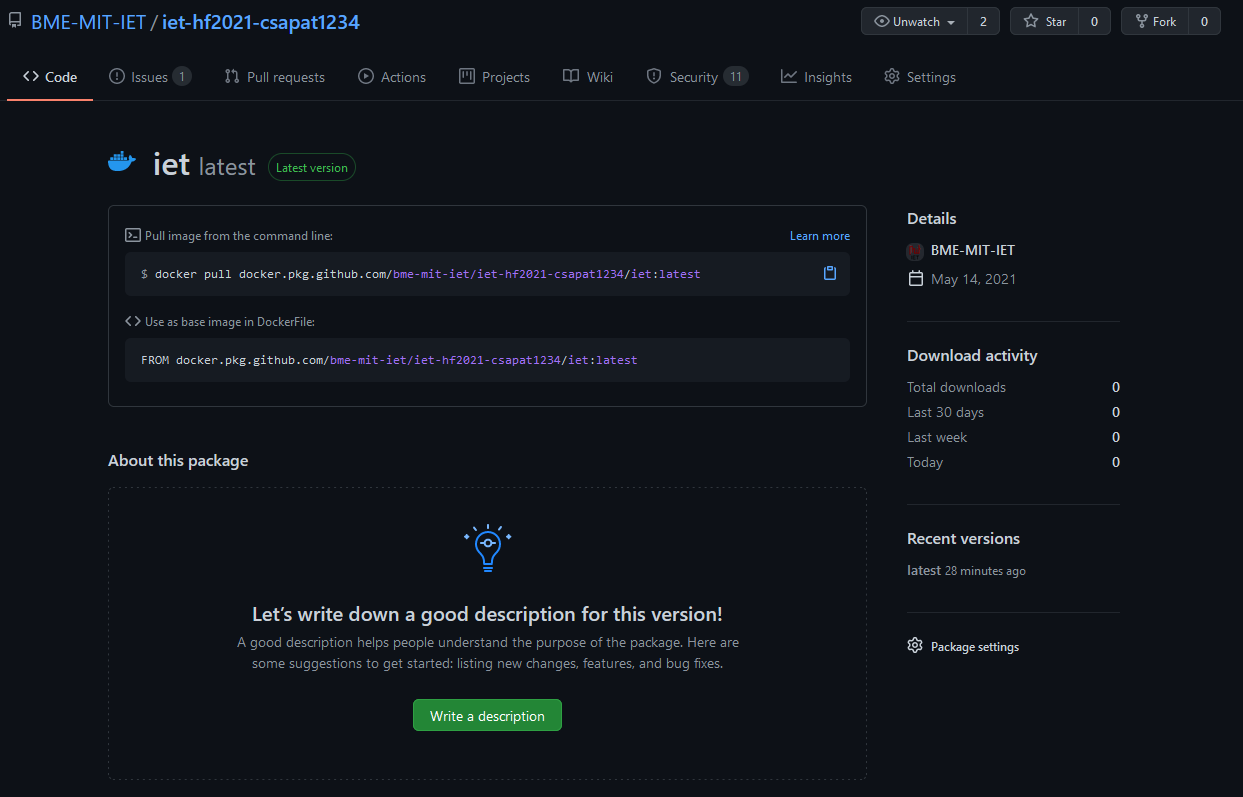 BME-MIT-IET / iet-hf2021-csapat1234
Unwatch 2 Star 0 Fork 0
Code Issues 1 Pull requests Actions Projects Wiki Security 11 Insights Settings
iet latest Latest version
Pull image from the command line: Learn more
$ docker pull docker.pkg.github.com/bme-mit-iet/iet-hf2021-csapat1234/iet:latest
Use as base image in DockerFile:
FROM docker.pkg.github.com/bme-mit-iet/iet-hf2021-csapat1234/iet:latest
About this package
Let's write down a good description for this version!
A good description helps people understand the purpose of the package. Here are
some suggestions to get started: listing new changes, features, and bug fixes.
Write a description
Details
BME-MIT-IET
May 14, 2021
Download activity
Total downloads 0
Last 30 days 0
Last week 0
Today 0
Recent versions
latest 28 minutes ago
Package settings